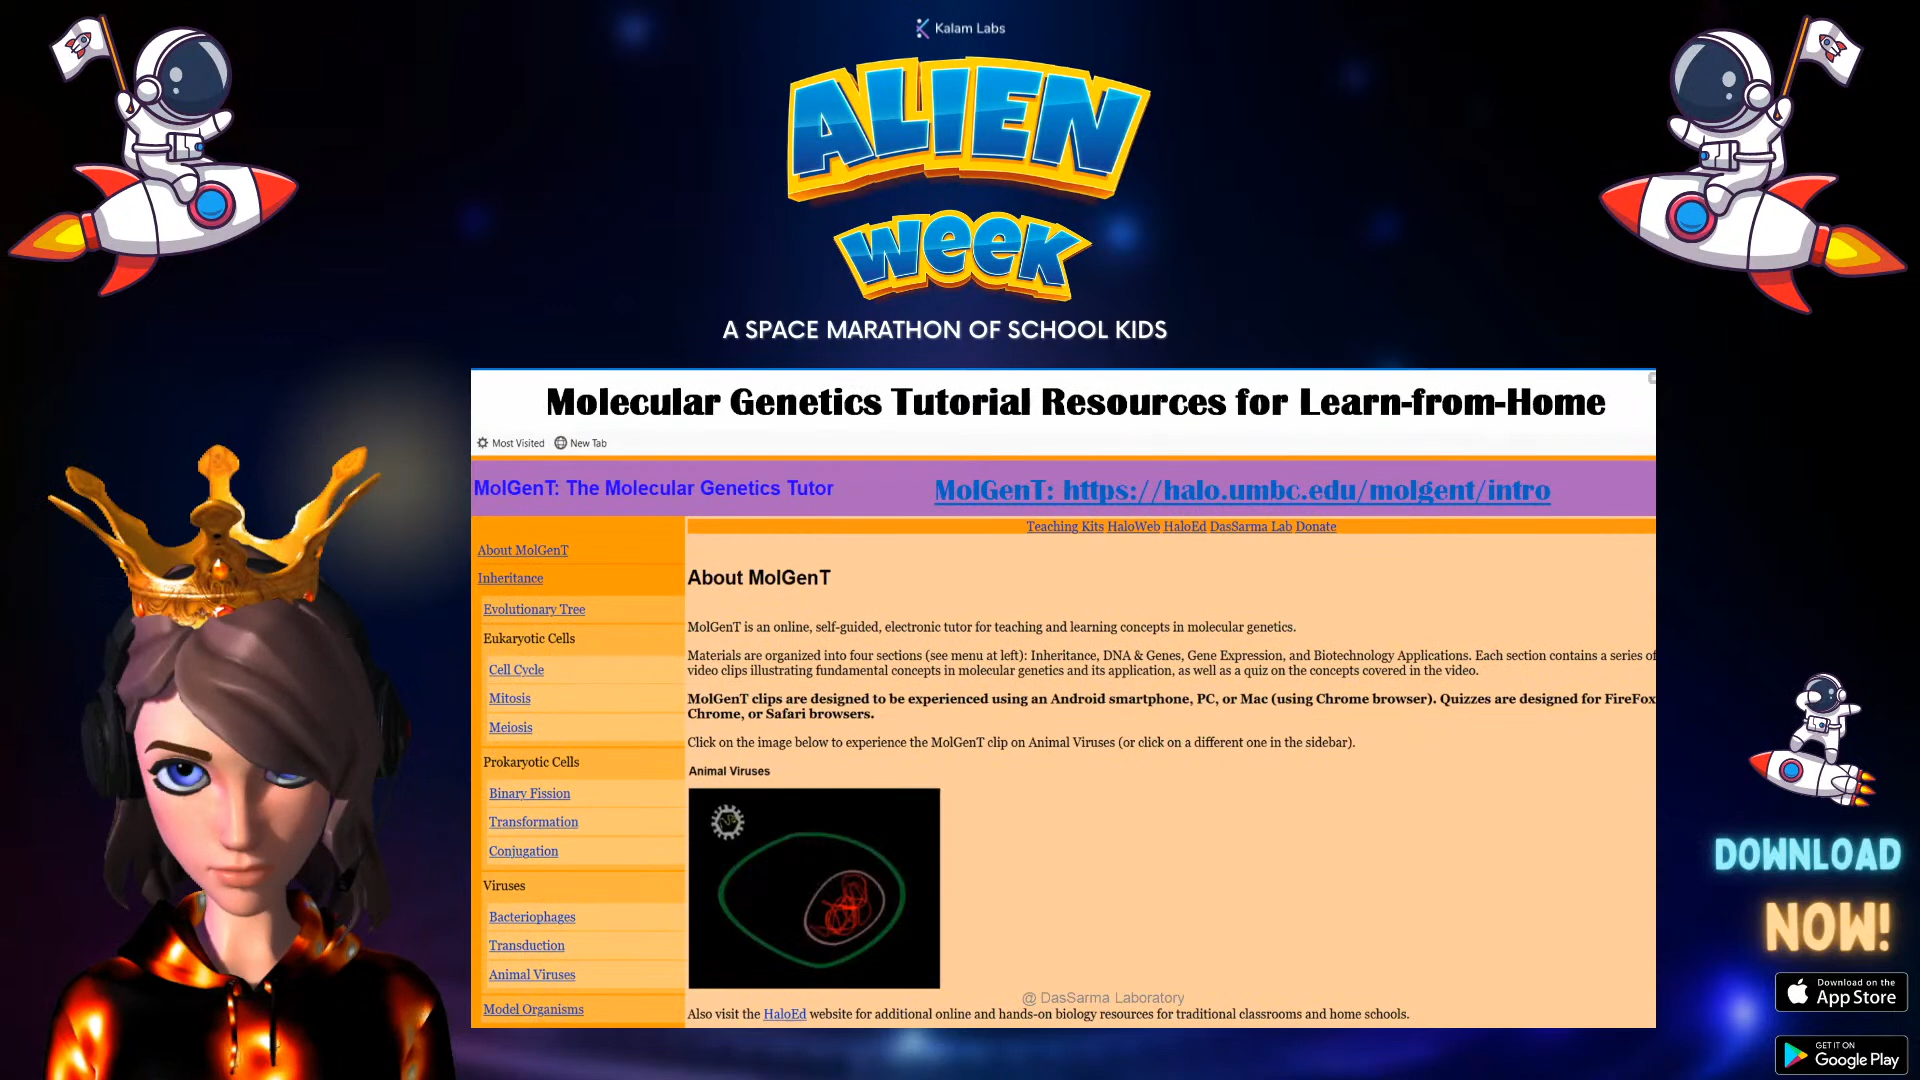 Kalam Labs
ALIEN
WEEK
A SPACE MARATHON OF SCHOOL KIDS
Molecular Genetics Tutorial Resources for Learn-from-Home
Most Visited New Tab
MolGenT: The Molecular Genetics Tutor
MolGenT: https://halo.umbc.edu/molgent/intro
Teaching Kits HaloWeb HaloEd DasSarma Lab Donate
About MolGenT
Inheritance
Evolutionary Tree
Eukaryotic Cells
Cell Cycle
Mitosis
Meiosis
Prokaryotic Cells
Binary Fission
Transformation
Conjugation
Viruses
Bacteriophages
Transduction
Animal Viruses
Model Organisms
About MolGenT
MolGenT is an online, self-guided, electronic tutor for teaching and learning concepts in molecular genetics.
Materials are organized into four sections (see menu at left): Inheritance, DNA & Genes, Gene Expression, and Biotechnology Applications. Each section contains a series of
video clips illustrating fundamental concepts in molecular genetics and its application, as well as a quiz on the concepts covered in the video.
MolGenT clips are designed to be experienced using an Android smartphone, PC, or Mac (using Chrome browser). Quizzes are designed for FireFox
Chrome, or Safari browsers.
Click on the image below to experience the MolGenT clip on Animal Viruses (or click on a different one in the sidebar).
Animal Viruses
@ DasSarma Laboratory
Also visit the HaloEd website for additional online and hands-on biology resources for traditional classrooms and home schools.
DOWNLOAD
NOW!
Download on the
App Store
GET IT ON
Google Play